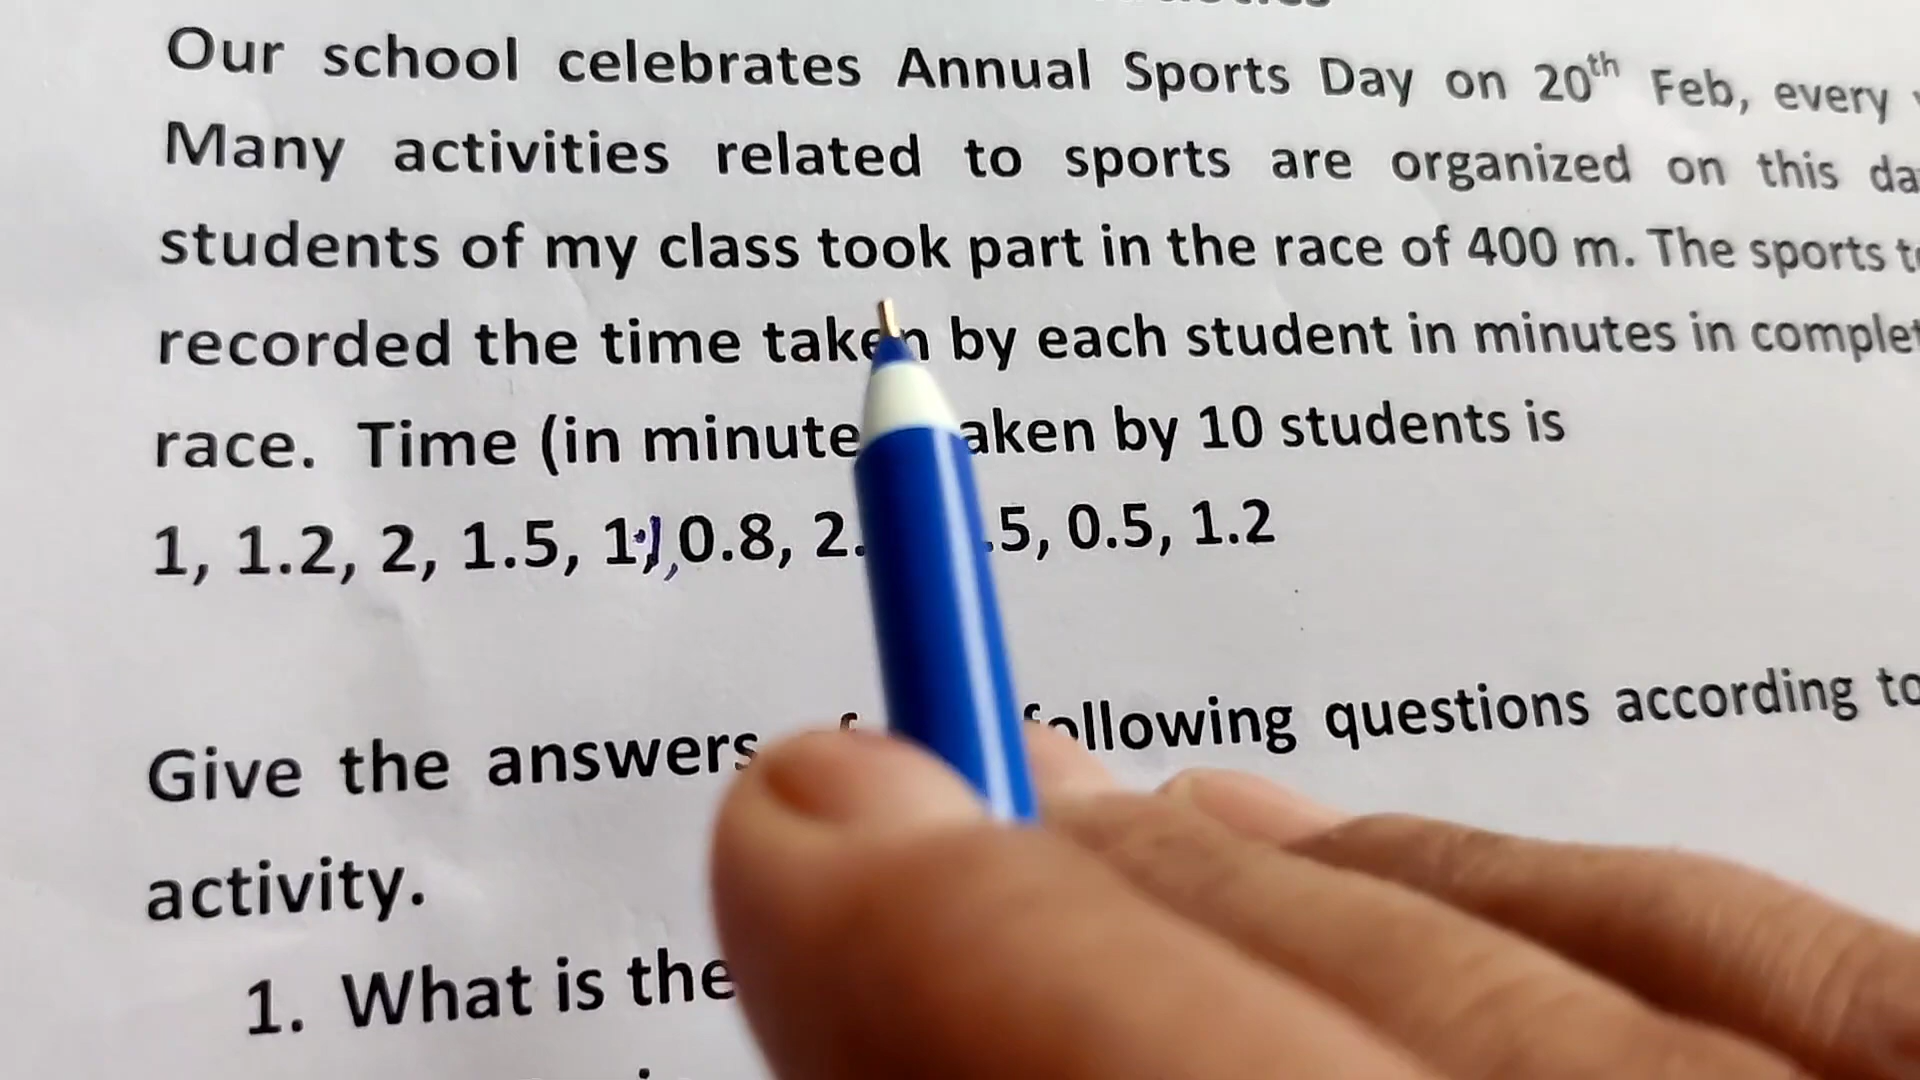 Our school celebrates Annual Sports Day on 20th Feb, every
Many activities related to sports are organized on this
students of my class took part in the race of 400 m. The sports
recorded the time taken by each student in minutes in
race. Time (in by 10 students is
1, 1.2, 2, 1.5, 1, 0.8, 2. .5, 0.5, 1.2
Give the answers following questions according to
activity.
1. What is the